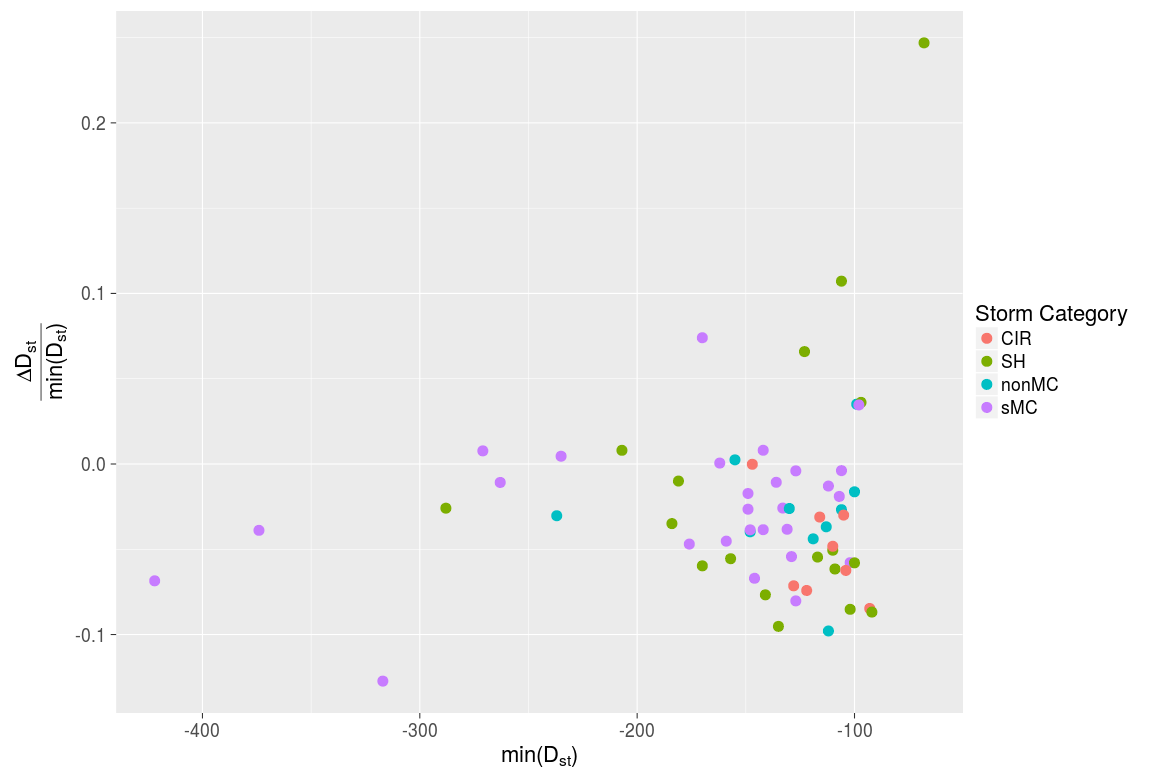 0.2
0.1
0.0
-0.1
ΔDst
min(Dst)
-400 -300 -200 -100
min(Dst)
Storm Category
CIR
SH
nonMC
sMC